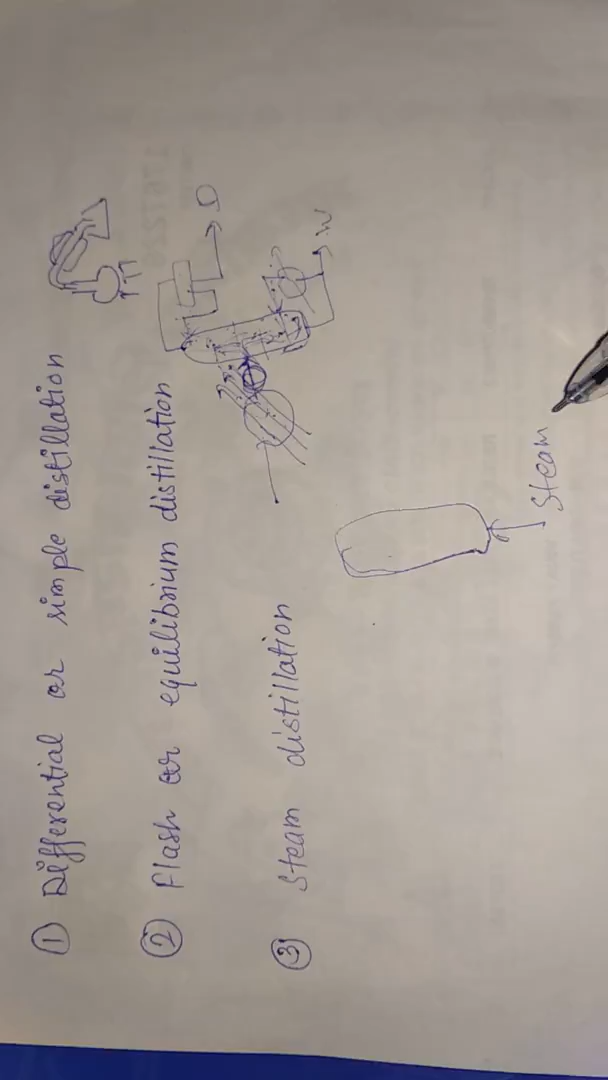 ① Differential or simple distillation
② Flash or equilibrium distillation
D
W
③ Steam distillation
Steam